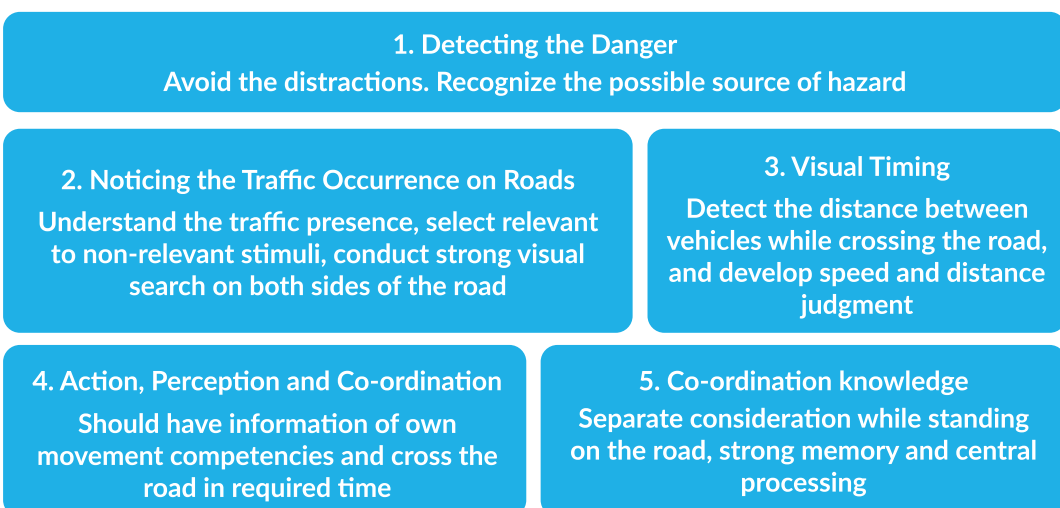 1. Detecting the Danger
Avoid the distractions. Recognize the possible source of hazard
2. Noticing the Traffic Occurrence on Roads
Understand the traffic presence, select relevant
to non-relevant stimuli, conduct strong visual
search on both sides of the road
3. Visual Timing
Detect the distance between
vehicles while crossing the road,
and develop speed and distance
judgment
4. Action, Perception and Co-ordination
Should have information of own
movement competencies and cross the
road in required time
5. Co-ordination knowledge
Separate consideration while standing
on the road, strong memory and central
processing